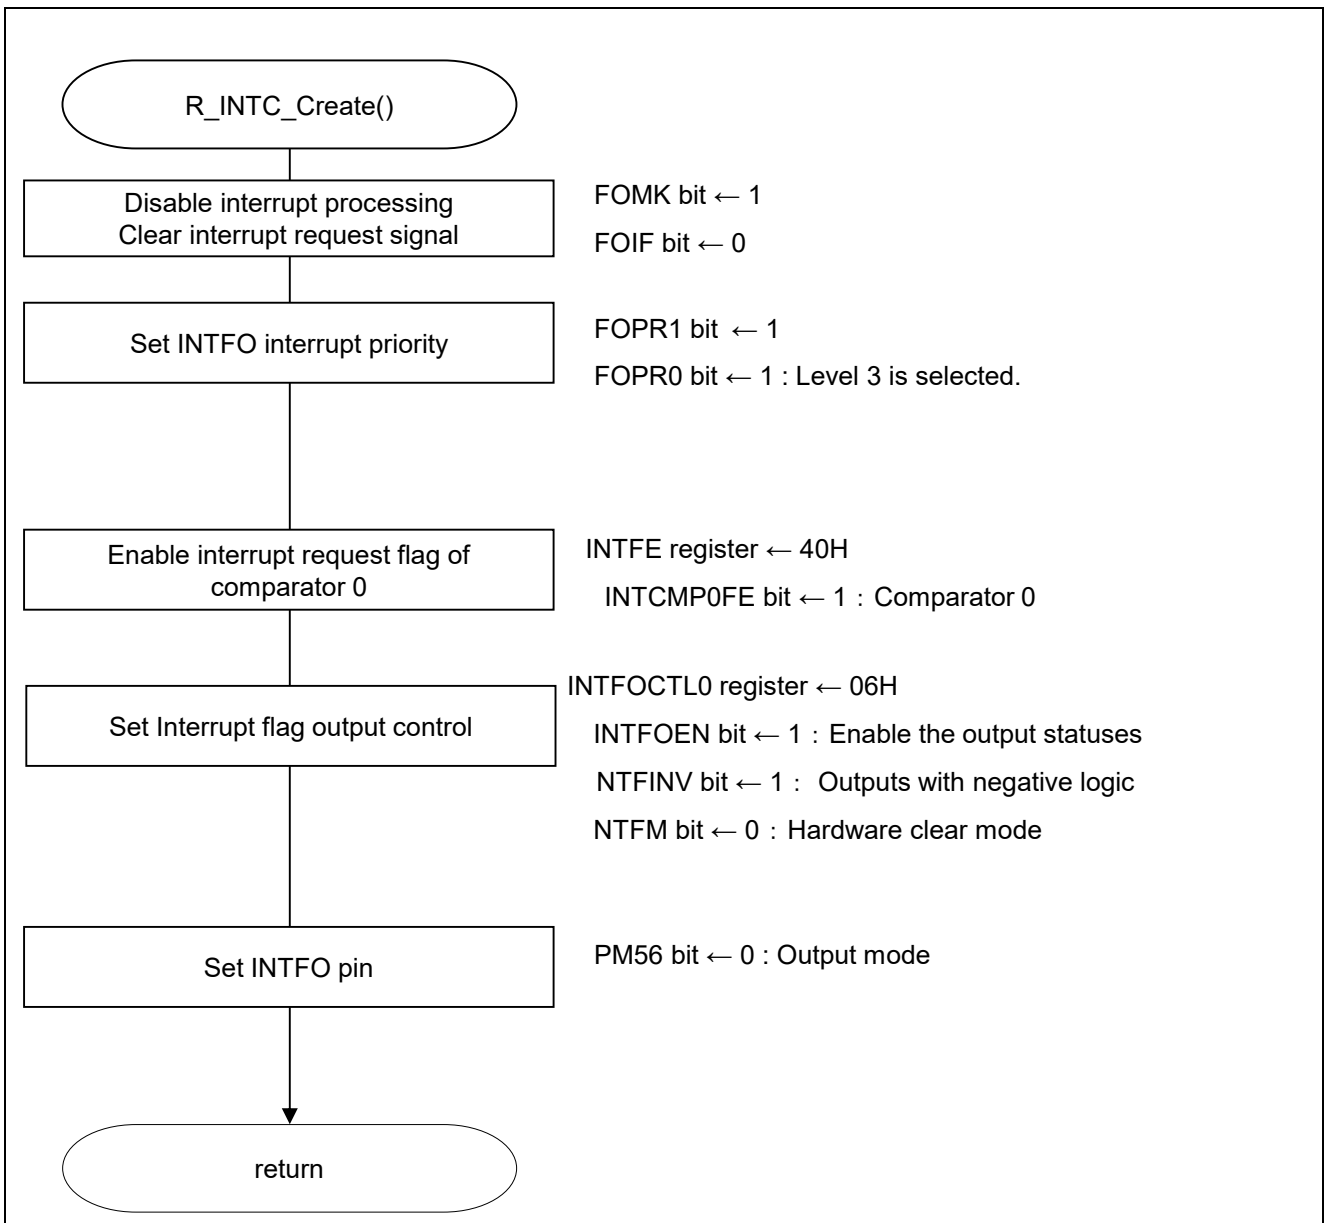 R_INTC_Create()
Disable interrupt processing
Clear interrupt request signal
FOMK bit ← 1
FOIF bit ← 0
Set INTFO interrupt priority
FOPR1 bit ← 1
FOPR0 bit ← 1 : Level 3 is selected.
Enable interrupt request flag of
comparator 0
INTFE register ← 40H
INTCMP0FE bit ← 1 : Comparator 0
Set Interrupt flag output control
INTFOCTL0 register ← 06H
INTFOEN bit ← 1 : Enable the output statuses
NTFINV bit ← 1 : Outputs with negative logic
NTFM bit ← 0 : Hardware clear mode
Set INTFO pin
PM56 bit ← 0 : Output mode
return